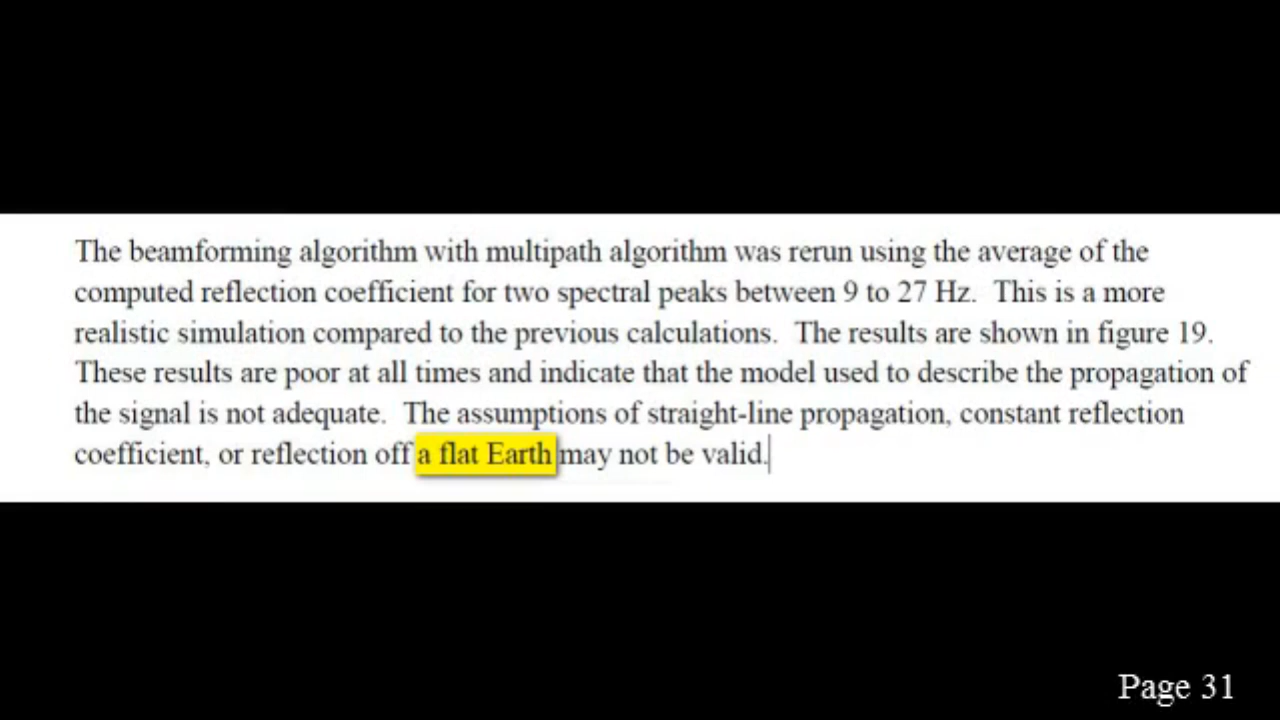 The beamforming algorithm with multipath algorithm was rerun using the average of the
computed reflection coefficient for two spectral peaks between 9 to 27 Hz.  This is a more
realistic simulation compared to the previous calculations.  The results are shown in figure 19.
These results are poor at all times and indicate that the model used to describe the propagation of
the signal is not adequate.  The assumptions of straight-line propagation, constant reflection
coefficient, or reflection off a flat Earth may not be valid.
Page 31